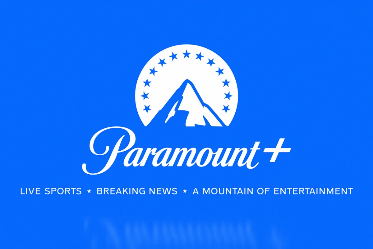 Paramount+
LIVE SPORTS ★ BREAKING NEWS ★ A MOUNTAIN OF ENTERTAINMENT